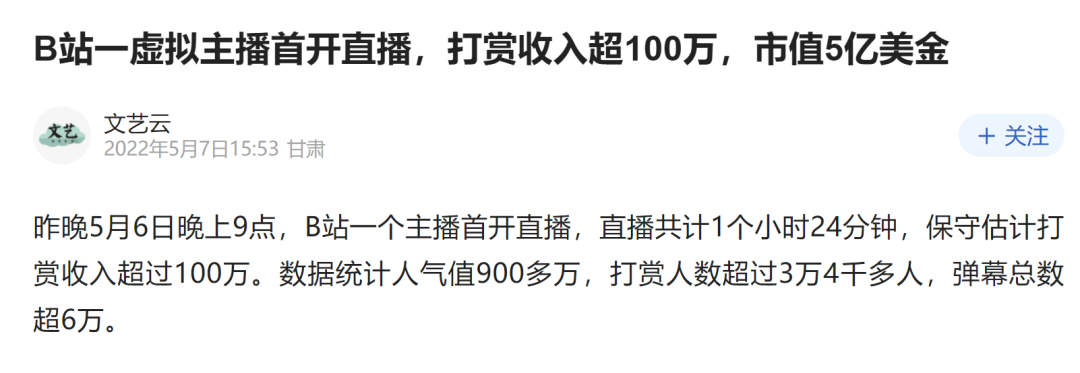 B站一虚拟主播首开直播，打赏收入超100万，市值5亿美金
文艺
文艺云
2022年5月7日15:53 甘肃
+ 关注
昨晚5月6日晚上9点，B站一个主播首开直播，直播共计1个小时24分钟，保守估计打
赏收入超过100万。数据统计人气值900多万，打赏人数超过3万4千多人，弹幕总数
超6万。